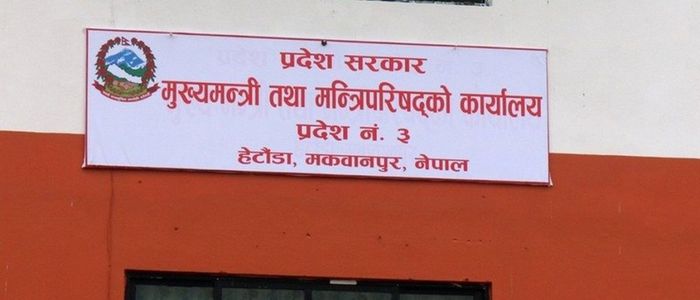 प्रदेश सरकार
मुख्यमन्त्री तथा मन्त्रिपरिषद्को कार्यालय
प्रदेश नं. ३
हेटौंडा, मकवानपुर, नेपाल